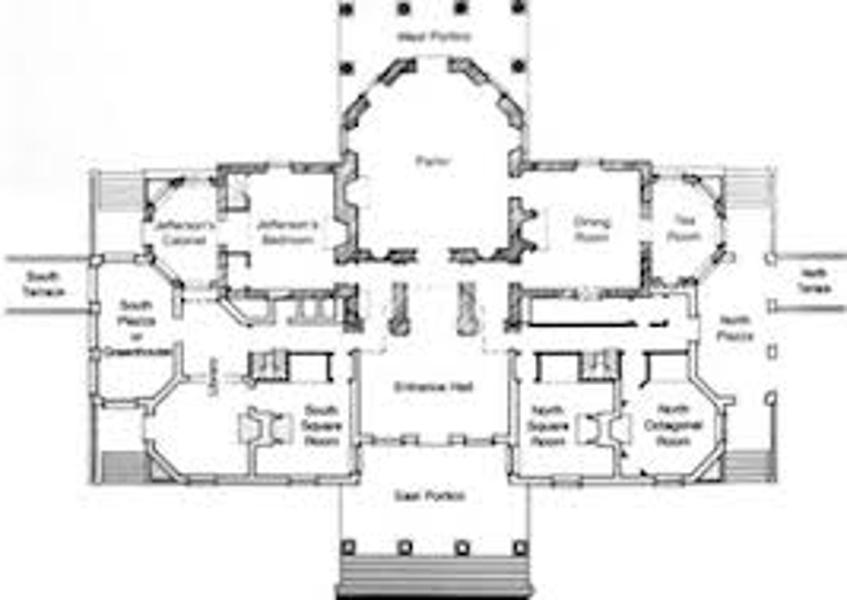 West Portico
Parlor
Jefferson's
Cabinet
Jefferson's
Bedroom
Dining
Room
Tea
Room
South
Terrace
North
Terrace
South
Piazza
or
Greenhouse
North
Piazza
Library
Entrance Hall
South
Square
Room
North
Square
Room
North
Octagonal
Room
East Portico